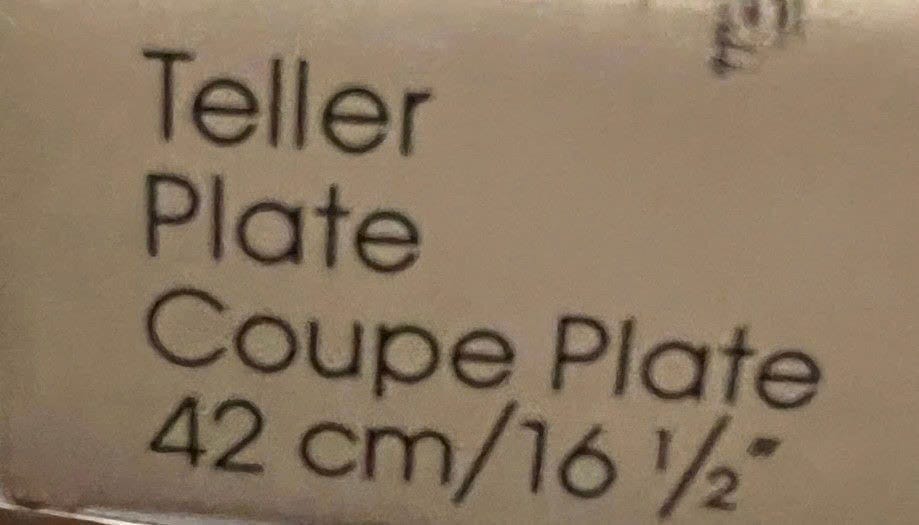 Teller
Plate
Coupe Plate
42 cm/16 ½"